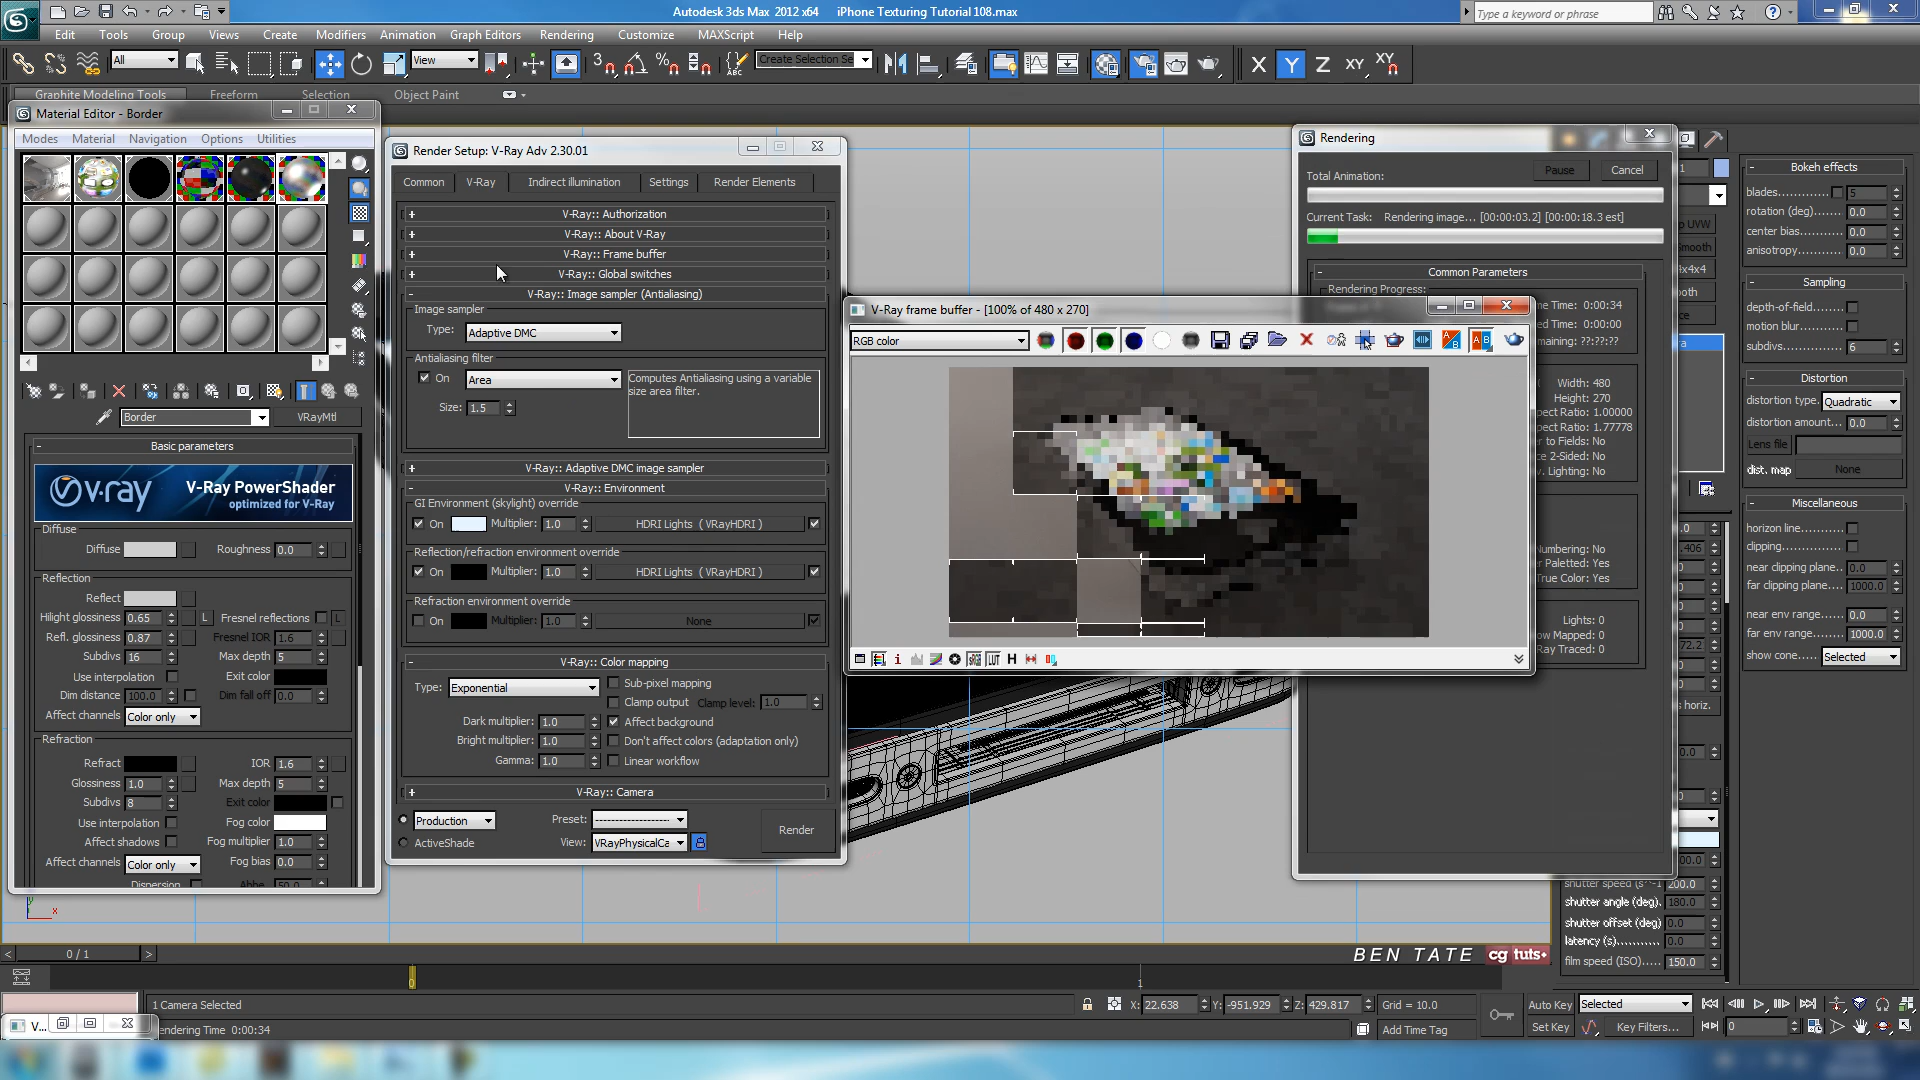 Autodesk 3ds Max 2012 x64 iPhone Texturing Tutorial 108.max
Type a keyword or phrase
Edit Tools Group Views Create Modifiers Animation Graph Editors Rendering Customize MAXScript Help
All View Create Selection Se X Y Z XY XY
Graphite Modeling Tools Freeform Selection Object Paint
Material Editor - Border
Modes Material Navigation Options Utilities
Border VRayMtl
Basic parameters
V·ray V-Ray PowerShader
optimized for V-Ray
Diffuse
Diffuse Roughness 0.0
Reflection
Reflect
Hilight glossiness 0.65 L Fresnel reflections L
Refl. glossiness 0.87 Fresnel IOR 1.6
Subdivs 16 Max depth 5
Use interpolation Exit color
Dim distance 100.0 Dim fall off 0.0
Affect channels Color only
Refraction
Refract IOR 1.6
Glossiness 1.0 Max depth 5
Subdivs 8 Exit color
Use interpolation Fog color
Affect shadows Fog multiplier 1.0
Affect channels Color only Fog bias 0.0
Dispersion Abbe 50.0
Render Setup: V-Ray Adv 2.30.01
Common V-Ray Indirect illumination Settings Render Elements
+ V-Ray:: Authorization
+ V-Ray:: About V-Ray
+ V-Ray:: Frame buffer
+ V-Ray:: Global switches
- V-Ray:: Image sampler (Antialiasing)
Image sampler
Type: Adaptive DMC
Antialiasing filter
On Area Computes Antialiasing using a variable
size area filter.
Size: 1.5
+ V-Ray:: Adaptive DMC image sampler
- V-Ray:: Environment
GI Environment (skylight) override
On Multiplier: 1.0 HDRI Lights ( VRayHDRI )
Reflection/refraction environment override
On Multiplier: 1.0 HDRI Lights ( VRayHDRI )
Refraction environment override
On Multiplier: 1.0 None
- V-Ray:: Color mapping
Type: Exponential Sub-pixel mapping
Clamp output Clamp level: 1.0
Dark multiplier: 1.0 Affect background
Bright multiplier: 1.0 Don't affect colors (adaptation only)
Gamma: 1.0 Linear workflow
+ V-Ray:: Camera
Production Preset: Render
ActiveShade View: VRayPhysicalCa
V-Ray frame buffer - [100% of 480 x 270]
RGB color
sRGB LUT H
Rendering
Total Animation: Pause Cancel
Current Task: Rendering image... [00:00:03.2] [00:00:18.3 est]
- Common Parameters
Rendering Progress:
me Time: 0:00:34
ed Time: 0:00:00
maining: ??:??:??
Width: 480
Height: 270
pect Ratio: 1.00000
pect Ratio: 1.77778
r to Fields: No
ce 2-Sided: No
v. Lighting: No
Numbering: No
er Palletted: Yes
True Color: Yes
Lights: 0
ow Mapped: 0
Ray Traced: 0
- Bokeh effects
blades 5
rotation (deg) 0.0
center bias 0.0
anisotropy 0.0
- Sampling
depth-of-field
motion blur
subdivs 6
- Distortion
distortion type. Quadratic
distortion amount 0.0
Lens file
dist. map None
- Miscellaneous
horizon line
clipping
near clipping plane 0.0
far clipping plane 1000.0
near env range 0.0
far env range 1000.0
show cone Selected
shutter speed (s^-1 200.0
shutter angle (deg). 180.0
shutter offset (deg) 0.0
latency (s) 0.0
film speed (ISO) 150.0
0 / 1
BEN TATE cg tuts+
0 1
1 Camera Selected X: 22.638 Y: -951.929 Z: 429.817 Grid = 10.0 Auto Key Selected
V... endering Time 0:00:34 Add Time Tag Set Key Key Filters... 0